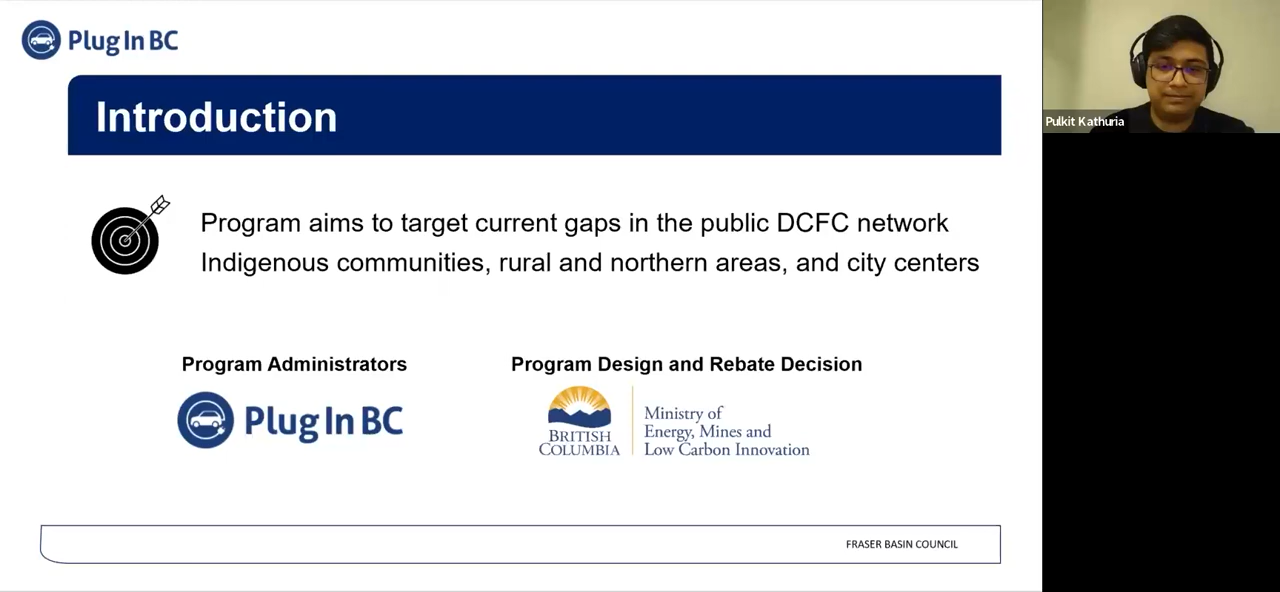 Plug In BC
Introduction
Program aims to target current gaps in the public DCFC network
Indigenous communities, rural and northern areas, and city centers
Program Administrators
Plug In BC
Program Design and Rebate Decision
BRITISH
COLUMBIA
Ministry of
Energy, Mines and
Low Carbon Innovation
FRASER BASIN COUNCIL
Pulkit Kathuria